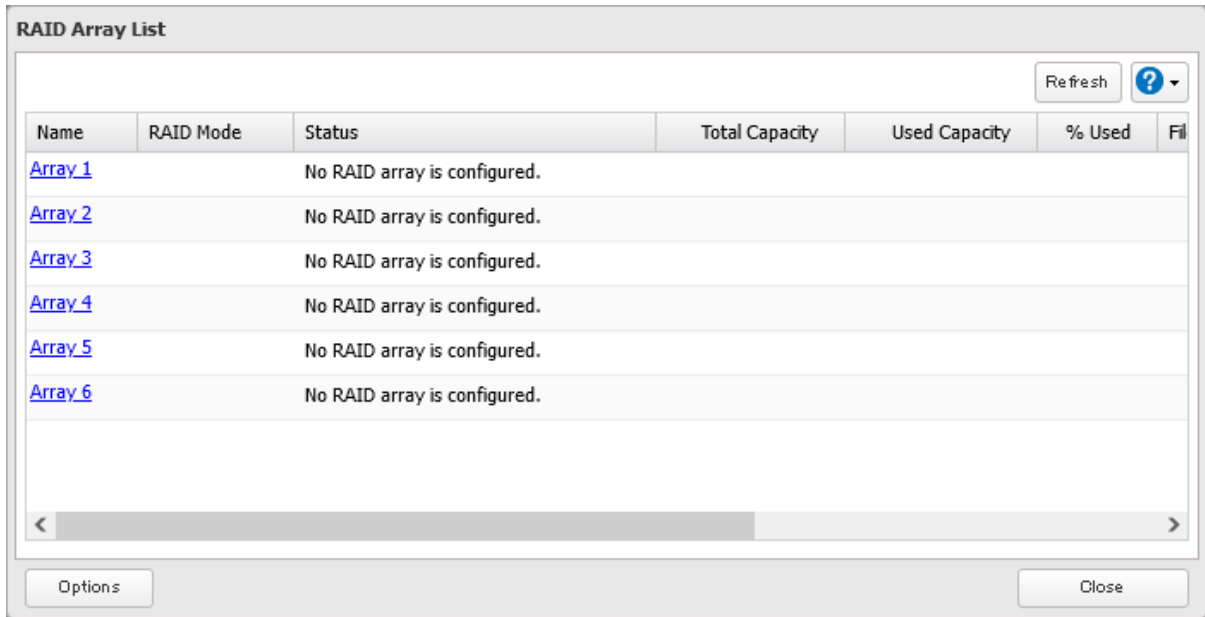 RAID Array List
Refresh ?
Name RAID Mode Status Total Capacity Used Capacity % Used Fil
Array 1 No RAID array is configured.
Array 2 No RAID array is configured.
Array 3 No RAID array is configured.
Array 4 No RAID array is configured.
Array 5 No RAID array is configured.
Array 6 No RAID array is configured.
Options Close